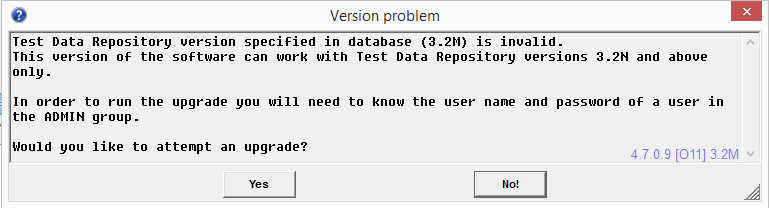 Version problem
Test Data Repository version specified in database (3.2M) is invalid.
This version of the software can work with Test Data Repository versions 3.2N and above
only.
In order to run the upgrade you will need to know the user name and password of a user in
the ADMIN group.
Would you like to attempt an upgrade?
4.7.0.9 [O11] 3.2M
Yes
No!